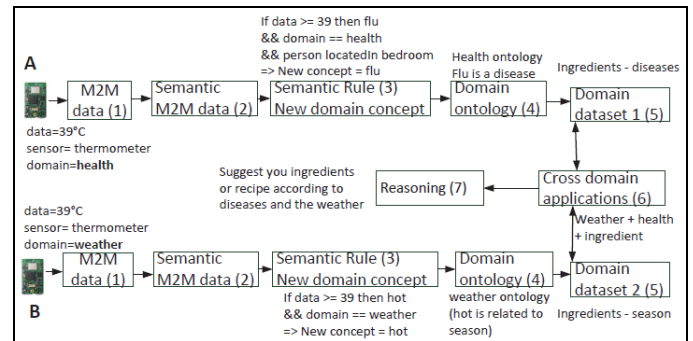 If data >= 39 then flu
&& domain == health
&& person locatedIn bedroom
=> New concept = flu
Health ontology
Flu is a disease
Ingredients - diseases
A
M2M
data (1)
Semantic
M2M data (2)
Semantic Rule (3)
New domain concept
Domain
ontology (4)
Domain
dataset 1 (5)
data=39°C
sensor= thermometer
domain=health
Suggest you ingredients
or recipe according to
diseases and the weather
Reasoning (7)
Cross domain
applications (6)
Weather + health
+ ingredient
data=39°C
sensor= thermometer
domain=weather
M2M
data (1)
Semantic
M2M data (2)
Semantic Rule (3)
New domain concept
Domain
ontology (4)
Domain
dataset 2 (5)
B
If data >= 39 then hot
&& domain == weather
=> New concept = hot
weather ontology
(hot is related to
season)
Ingredients - season